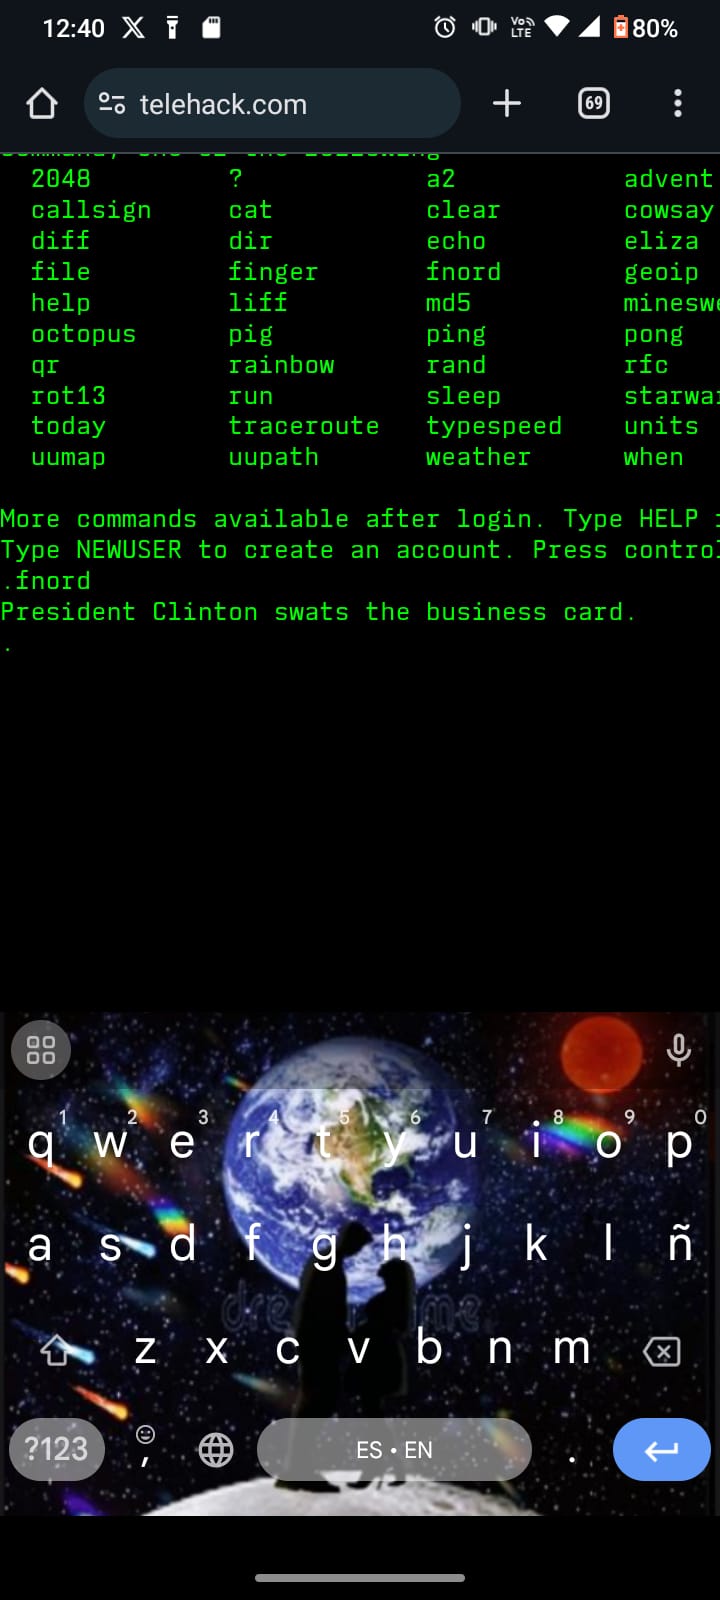 12:40 Vo LTE 80%
telehack.com 69
2048 ? a2 advent
callsign cat clear cowsay
diff dir echo eliza
file finger fnord geoip
help liff md5
octopus pig ping pong
qr rainbow rand rfc
rot13 run sleep
today traceroute typespeed units
uumap uupath weather when
More commands available after login. Type HELP
Type NEWUSER to create an account. Press control
.fnord
President Clinton swats the business card.
.
1 2 3 4 5 6 7 8 9 0
q w e r t y u i o p
a s d f g h j k l ñ
z x c v b n m
?123 , ES • EN .